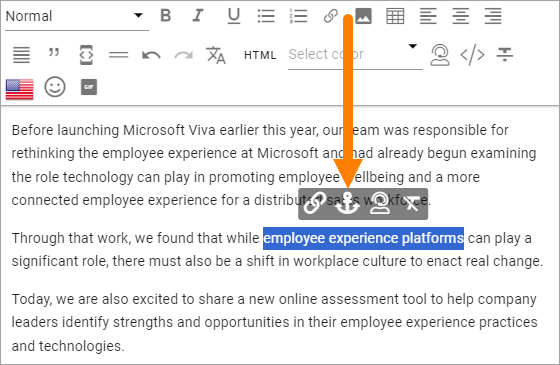 Normal
B I U
HTML Select color
GIF
Before launching Microsoft Viva earlier this year, our team was responsible for
rethinking the employee experience at Microsoft and had already begun examining
the role technology can play in promoting employee wellbeing and a more
connected employee experience for a distributed sales workforce.
Through that work, we found that while employee experience platforms can play a
significant role, there must also be a shift in workplace culture to enact real change.
Today, we are also excited to share a new online assessment tool to help company
leaders identify strengths and opportunities in their employee experience practices
and technologies.